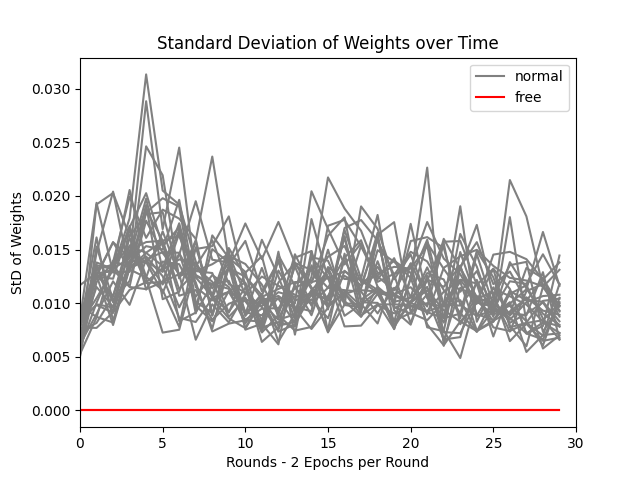 Standard Deviation of Weights over Time
normal
free
StD of Weights
0.030
0.025
0.020
0.015
0.010
0.005
0.000
0 5 10 15 20 25 30
Rounds - 2 Epochs per Round